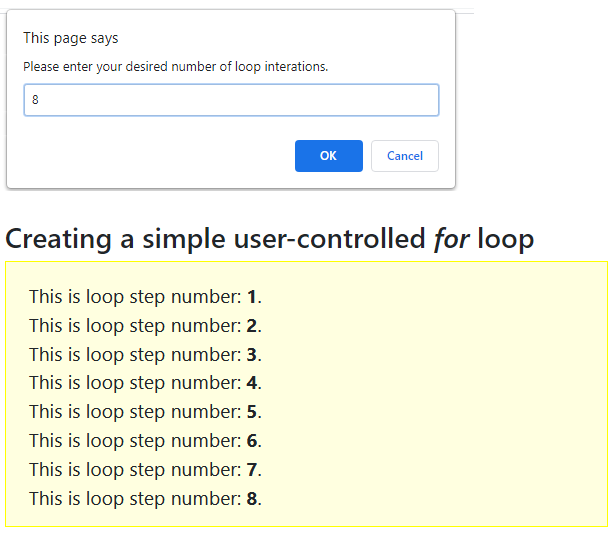 This page says
Please enter your desired number of loop interations.
8
OK Cancel
Creating a simple user-controlled for loop
This is loop step number: 1.
This is loop step number: 2.
This is loop step number: 3.
This is loop step number: 4.
This is loop step number: 5.
This is loop step number: 6.
This is loop step number: 7.
This is loop step number: 8.